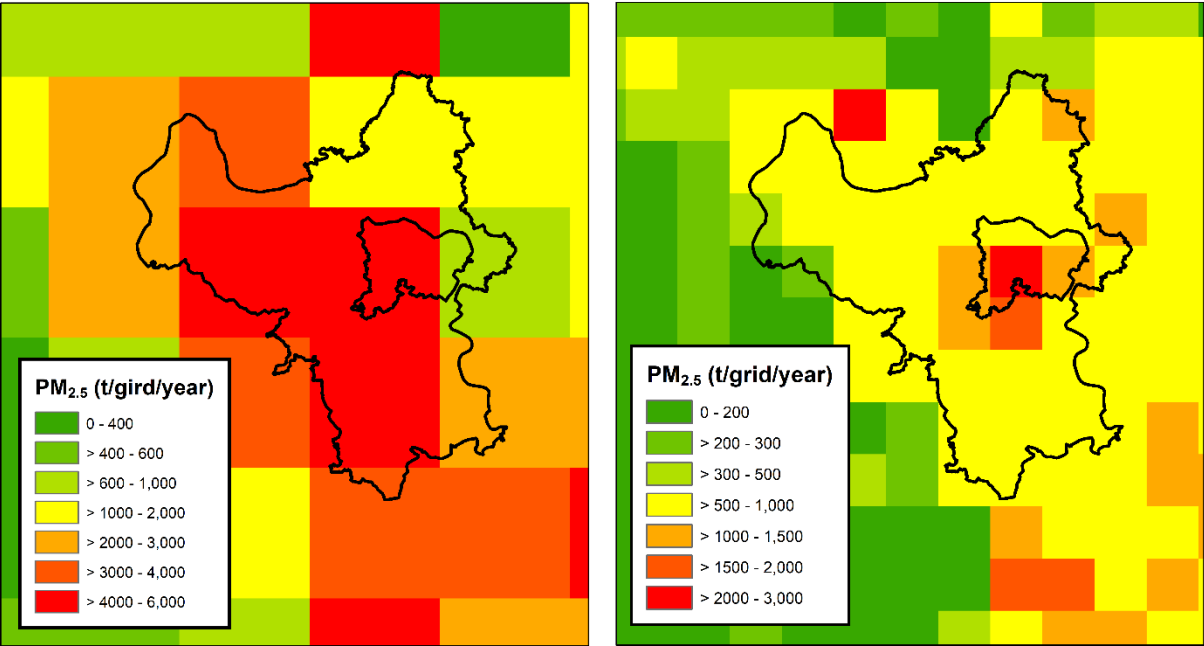 PM2.5 (t/gird/year)
0 - 400
> 400 - 600
> 600 - 1,000
> 1000 - 2,000
> 2000 - 3,000
> 3000 - 4,000
> 4000 - 6,000
PM2.5 (t/grid/year)
0 - 200
> 200 - 300
> 300 - 500
> 500 - 1,000
> 1000 - 1,500
> 1500 - 2,000
> 2000 - 3,000